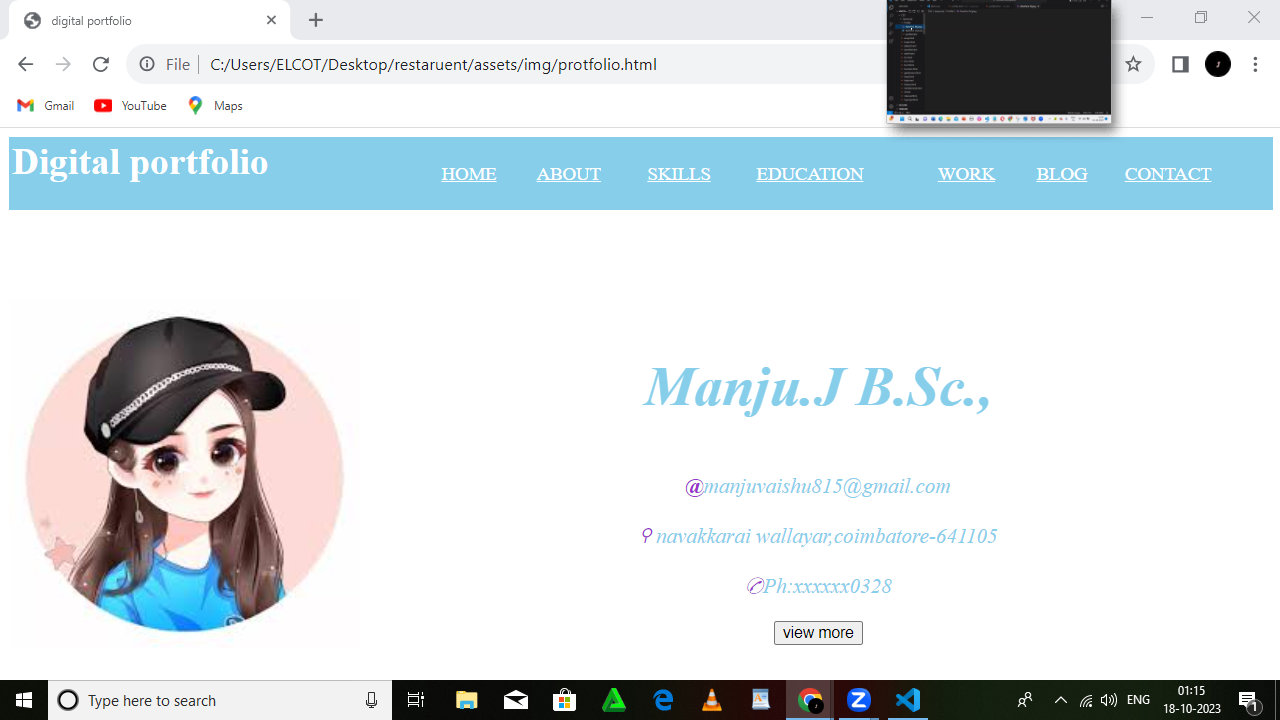 digital portfolio
File C:/Users/ELCOT/Desktop/restaruent projects/img/protfolio.html
Gmail YouTube Maps
Digital portfolio
HOME ABOUT SKILLS EDUCATION WORK BLOG CONTACT
Manju.J B.Sc.,
@manjuvaishu815@gmail.com
navakkarai wallayar,coimbatore-641105
✆Ph:xxxxxx0328
view more
Type here to search
ENG
01:15
18-10-2023
1